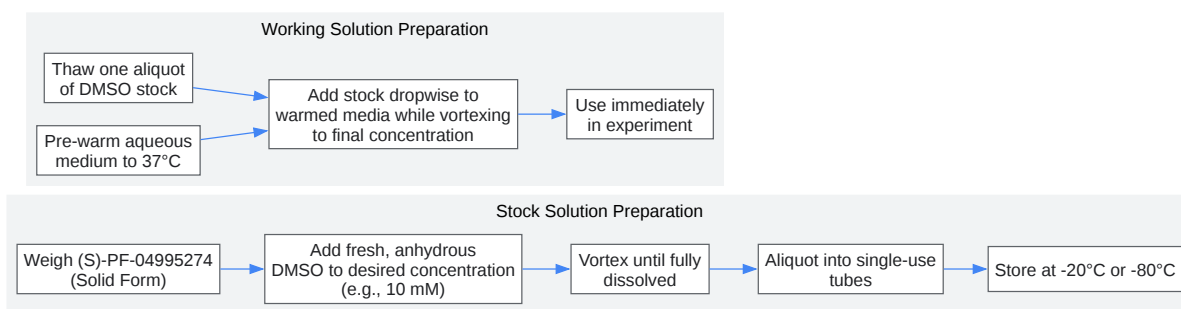 Working Solution Preparation
Thaw one aliquot
of DMSO stock
Pre-warm aqueous
medium to 37°C
Add stock dropwise to
warmed media while vortexing
to final concentration
Use immediately
in experiment
Stock Solution Preparation
Weigh (S)-PF-04995274
(Solid Form)
Add fresh, anhydrous
DMSO to desired concentration
(e.g., 10 mM)
Vortex until fully
dissolved
Aliquot into single-use
tubes
Store at -20°C or -80°C